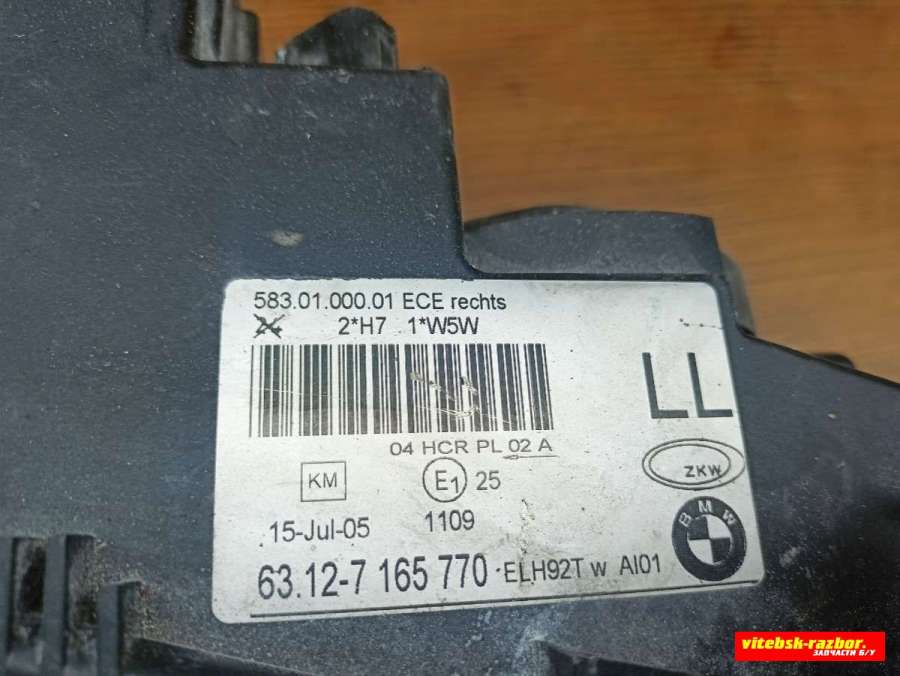 583.01.000.01 ECE rechts
2*H7 1*W5W
LL
04 HCR PL 02 A
KM
E1 25
ZKW
15-Jul-05
1109
BMW
63.12-7 165 770 ELH92T w AI01
vitebsk-razbor.
ЗАПЧАСТИ Б/У